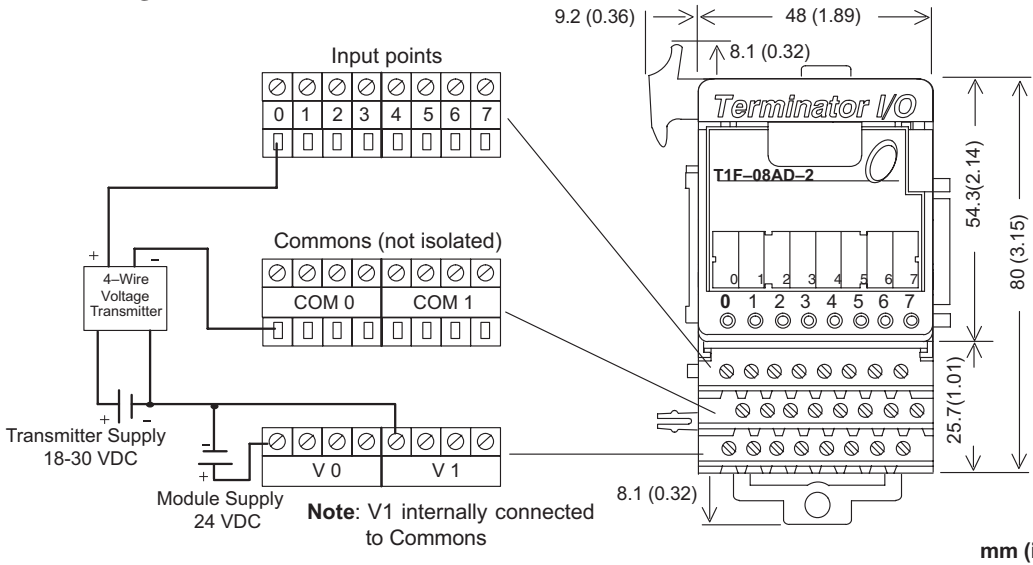 Input points
0 1 2 3 4 5 6 7
Commons (not isolated)
COM 0 COM 1
+ -
4–Wire
Voltage
Transmitter
+ -
Transmitter Supply
18-30 VDC
-
+
Module Supply
24 VDC
V 0 V 1
Note: V1 internally connected
to Commons
9.2 (0.36)
48 (1.89)
8.1 (0.32)
Terminator I/O
T1F–08AD–2
0 1 2 3 4 5 6 7
0 1 2 3 4 5 6 7
54.3(2.14)
80 (3.15)
25.7(1.01)
8.1 (0.32)
mm (i